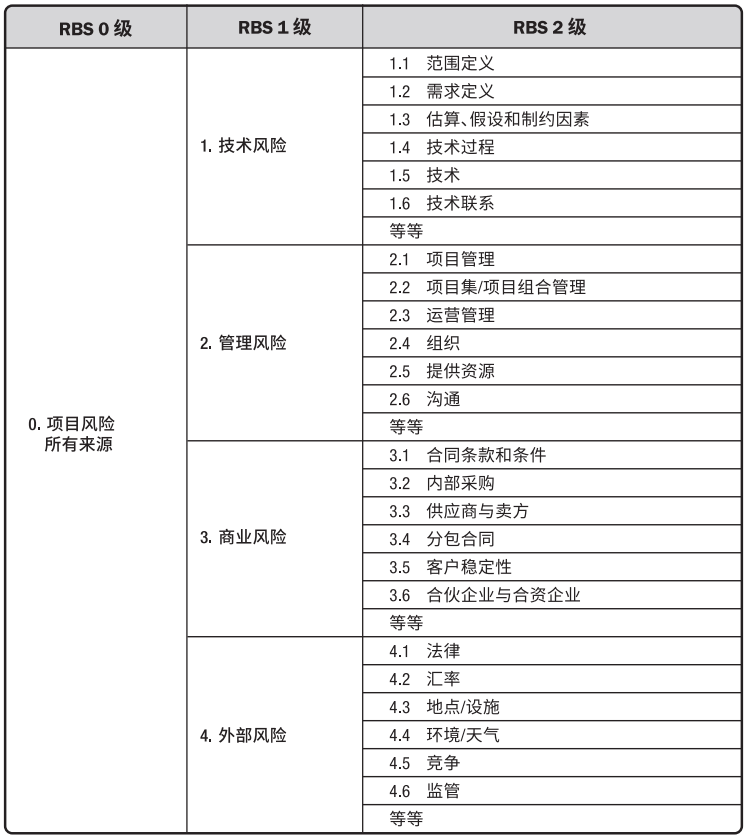 RBS 0 级 RBS 1 级 RBS 2 级
0. 项目风险
所有来源
1. 技术风险
1.1 范围定义
1.2 需求定义
1.3 估算、假设和制约因素
1.4 技术过程
1.5 技术
1.6 技术联系
等等
2. 管理风险
2.1 项目管理
2.2 项目集/项目组合管理
2.3 运营管理
2.4 组织
2.5 提供资源
2.6 沟通
等等
3. 商业风险
3.1 合同条款和条件
3.2 内部采购
3.3 供应商与卖方
3.4 分包合同
3.5 客户稳定性
3.6 合伙企业与合资企业
等等
4. 外部风险
4.1 法律
4.2 汇率
4.3 地点/设施
4.4 环境/天气
4.5 竞争
4.6 监管
等等